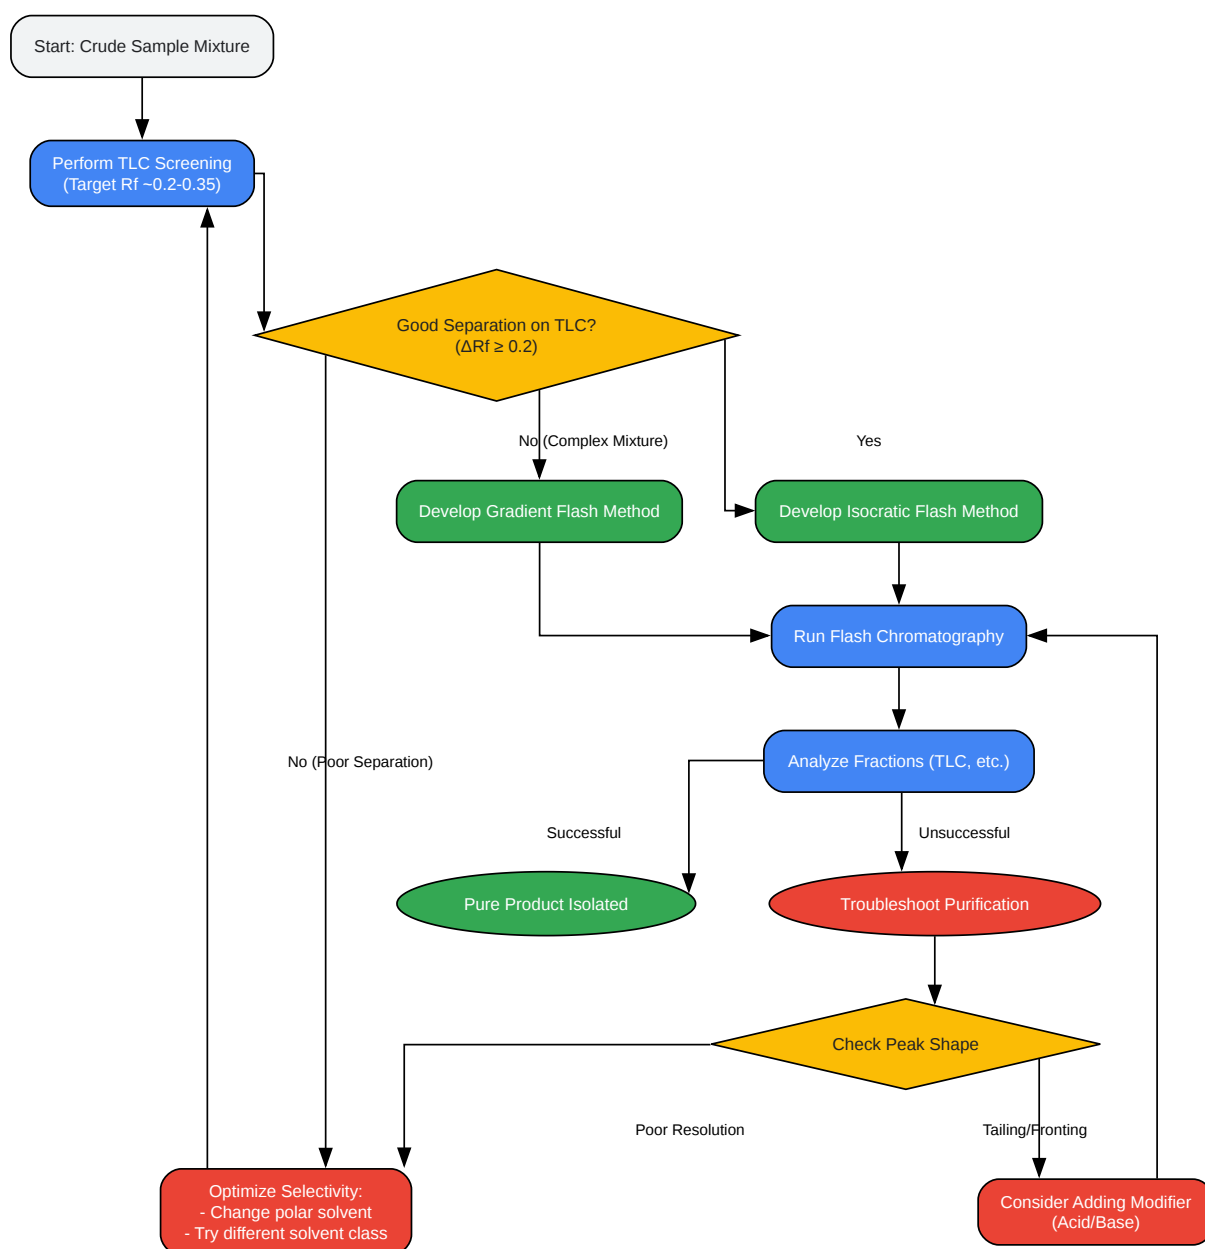 Start: Crude Sample Mixture
Perform TLC Screening
(Target Rf ~0.2-0.35)
Good Separation on TLC?
(ΔRf ≥ 0.2)
No (Complex Mixture)
Yes
Develop Gradient Flash Method
Develop Isocratic Flash Method
Run Flash Chromatography
No (Poor Separation)
Analyze Fractions (TLC, etc.)
Successful
Unsuccessful
Pure Product Isolated
Troubleshoot Purification
Check Peak Shape
Poor Resolution
Tailing/Fronting
Optimize Selectivity:
- Change polar solvent
- Try different solvent class
Consider Adding Modifier
(Acid/Base)